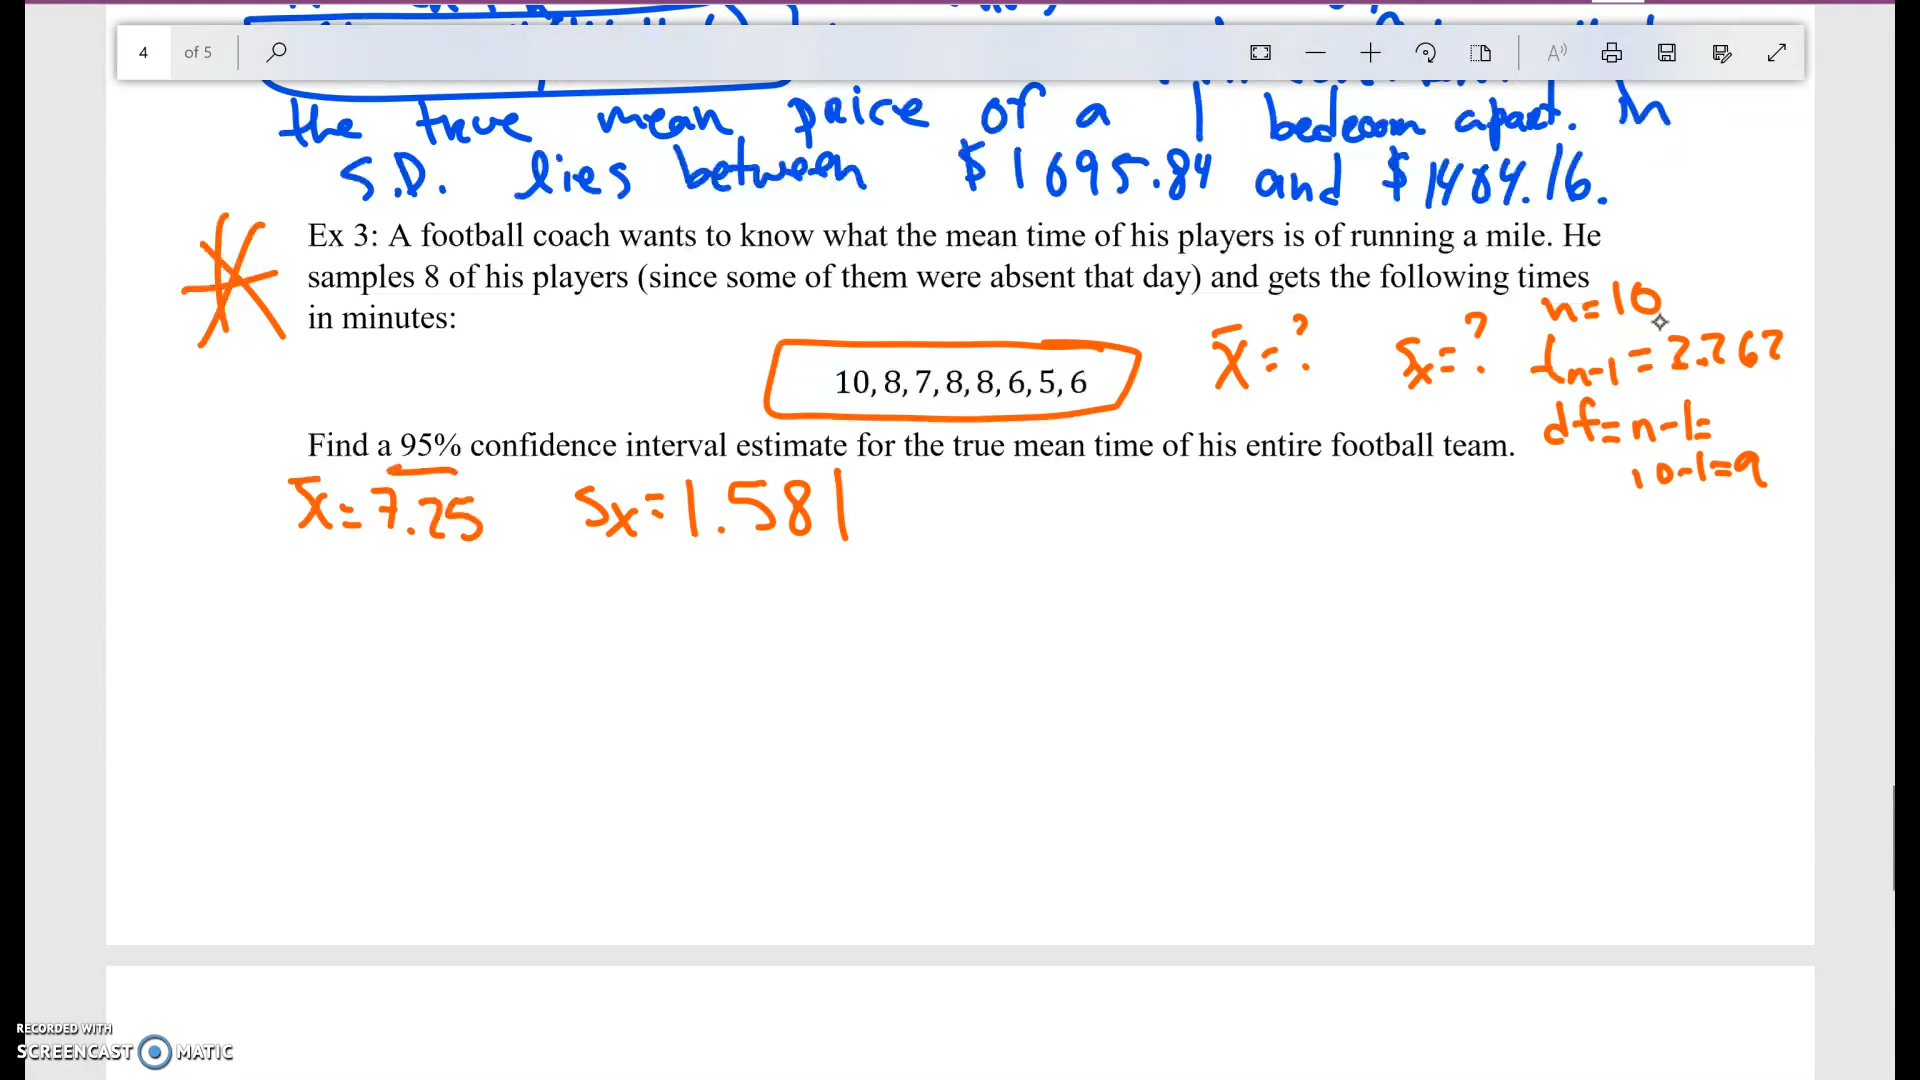 4 of 5
the true mean price of a 1 bedroom apart. in
S.D. lies between $1095.84 and $1404.16.
Ex 3: A football coach wants to know what the mean time of his players is of running a mile. He
samples 8 of his players (since some of them were absent that day) and gets the following times
in minutes:
n=10
10, 8, 7, 8, 8, 6, 5, 6
x̄=? sx=? tn-1=2.262
df=n-1=
10-1=9
Find a 95% confidence interval estimate for the true mean time of his entire football team.
x̄=7.25 sx=1.581
RECORDED WITH
SCREENCAST MATIC